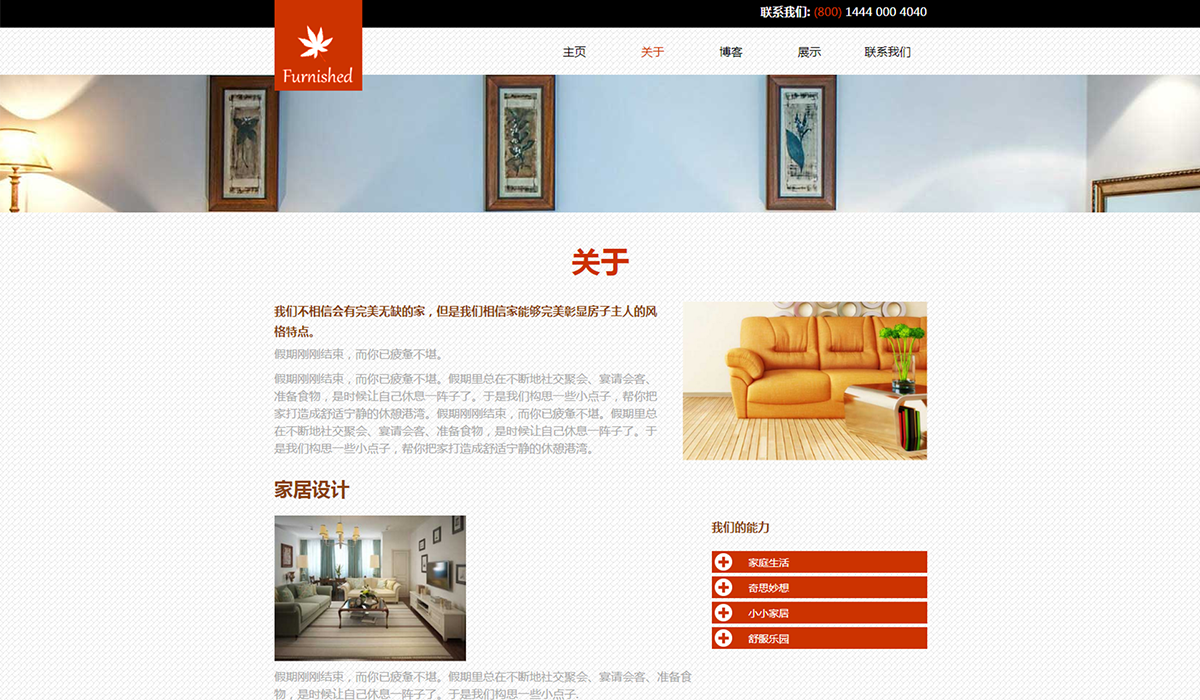 联系我们: (800) 1444 000 4040
Furnished
主页 关于 博客 展示 联系我们
关于
我们不相信会有完美无缺的家，但是我们相信家能够完美彰显房子主人的风
格特点。
假期刚刚结束，而你已疲惫不堪。
假期刚刚结束，而你已疲惫不堪。假期里总在不断地社交聚会、宴请会客、
准备食物，是时候让自己休息一阵子了。于是我们构思一些小点子，帮你把
家打造成舒适宁静的休憩港湾。假期刚刚结束，而你已疲惫不堪。假期里总
在不断地社交聚会、宴请会客、准备食物，是时候让自己休息一阵子了。于
是我们构思一些小点子，帮你把家打造成舒适宁静的休憩港湾。
家居设计
假期刚刚结束，而你已疲惫不堪。假期里总在不断地社交聚会、宴请会客、准备食
物，是时候让自己休息一阵子了。于是我们构思一些小点子.
我们的能力
家庭生活
奇思妙想
小小家居
舒服乐园